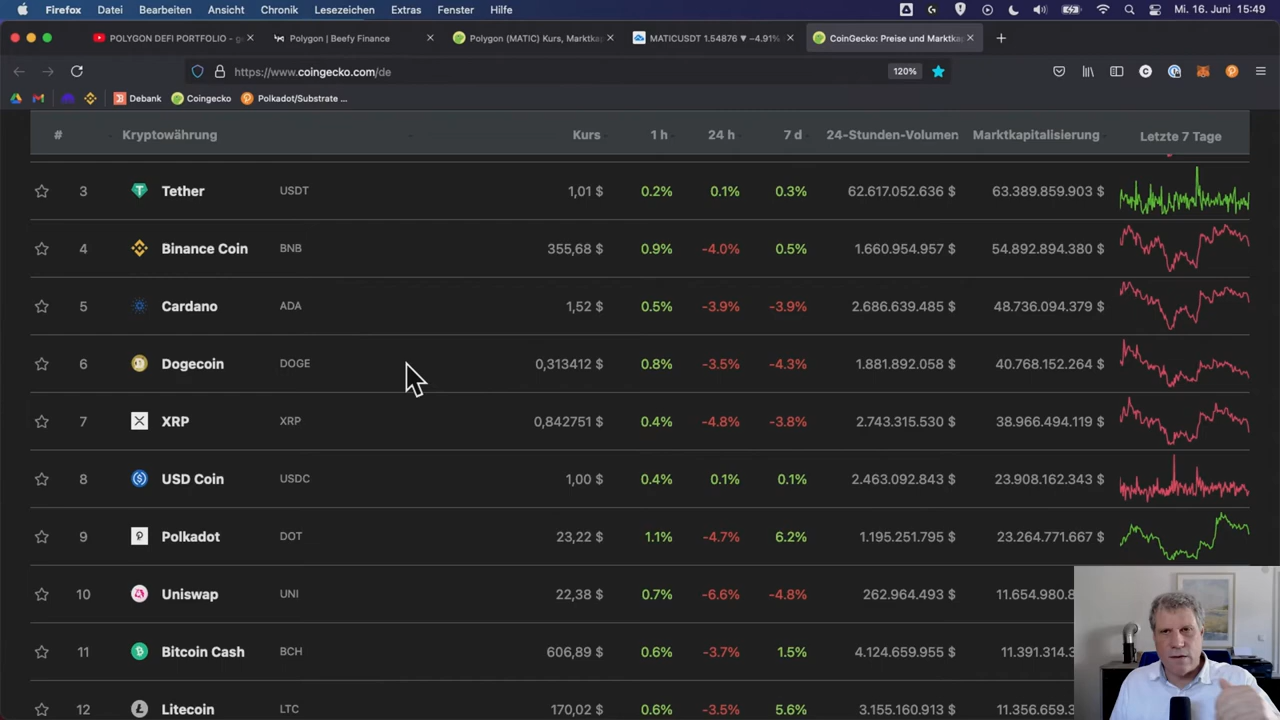 Firefox Datei Bearbeiten Ansicht Chronik Lesezeichen Extras Fenster Hilfe Mi. 16. Juni 15:49
POLYGON DEFI PORTFOLIO - Polygon | Beefy Finance Polygon (MATIC) Kurs, Marktka MATICUSDT 1.54876 ▼ −4.91% CoinGecko: Preise und Marktka
https://www.coingecko.com/de 120%
Debank Coingecko Polkadot/Substrate ...
# Kryptowährung Kurs 1 h 24 h 7 d 24-Stunden-Volumen Marktkapitalisierung Letzte 7 Tage
3 Tether USDT 1,01 $ 0.2% 0.1% 0.3% 62.617.052.636 $ 63.389.859.903 $
4 Binance Coin BNB 355,68 $ 0.9% -4.0% 0.5% 1.660.954.957 $ 54.892.894.380 $
5 Cardano ADA 1,52 $ 0.5% -3.9% -3.9% 2.686.639.485 $ 48.736.094.379 $
6 Dogecoin DOGE 0,313412 $ 0.8% -3.5% -4.3% 1.881.892.058 $ 40.768.152.264 $
7 XRP XRP 0,842751 $ 0.4% -4.8% -3.8% 2.743.315.530 $ 38.966.494.119 $
8 USD Coin USDC 1,00 $ 0.4% 0.1% 0.1% 2.463.092.843 $ 23.908.162.343 $
9 Polkadot DOT 23,22 $ 1.1% -4.7% 6.2% 1.195.251.795 $ 23.264.771.667 $
10 Uniswap UNI 22,38 $ 0.7% -6.6% -4.8% 262.964.493 $ 11.654.980.8
11 Bitcoin Cash BCH 606,89 $ 0.6% -3.7% 1.5% 4.124.659.955 $ 11.391.314.3
12 Litecoin LTC 170,02 $ 0.6% -3.5% 5.6% 3.155.160.913 $ 11.356.659.3